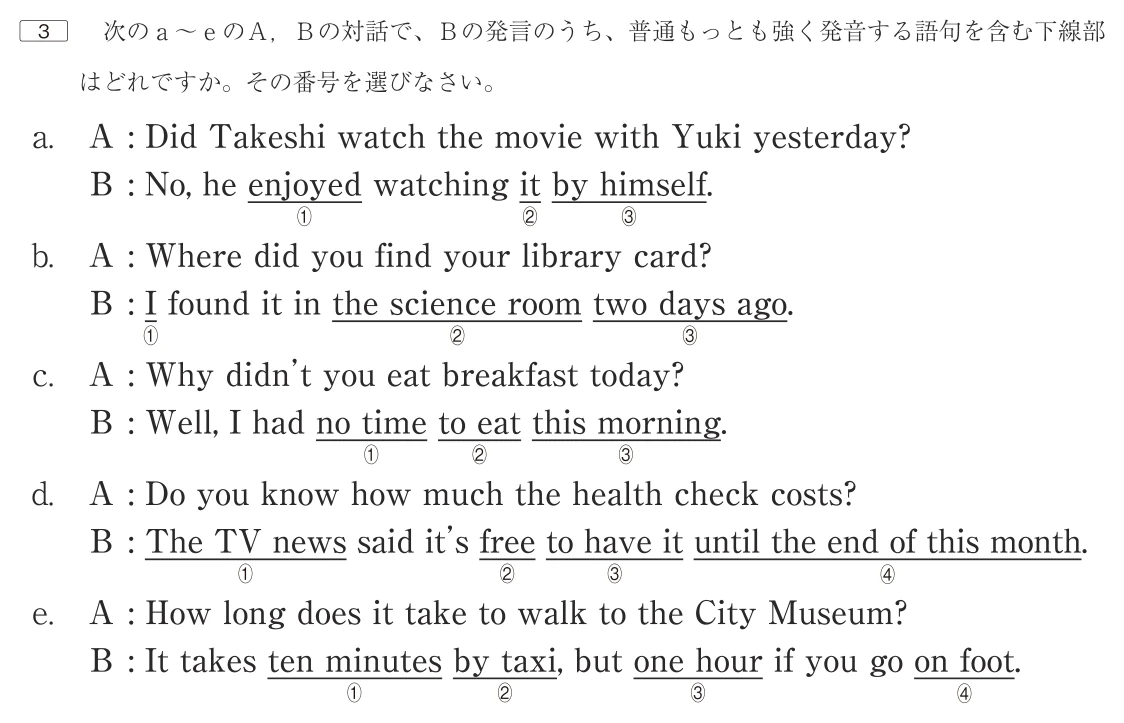 3 次のａ～ｅのＡ，Ｂの対話で、Ｂの発言のうち、普通もっとも強く発音する語句を含む下線部
はどれですか。その番号を選びなさい。
a. A : Did Takeshi watch the movie with Yuki yesterday?
B : No, he enjoyed watching it by himself.
① ② ③
b. A : Where did you find your library card?
B : I found it in the science room two days ago.
① ② ③
c. A : Why didn’t you eat breakfast today?
B : Well, I had no time to eat this morning.
① ② ③
d. A : Do you know how much the health check costs?
B : The TV news said it’s free to have it until the end of this month.
① ② ③ ④
e. A : How long does it take to walk to the City Museum?
B : It takes ten minutes by taxi, but one hour if you go on foot.
① ② ③ ④